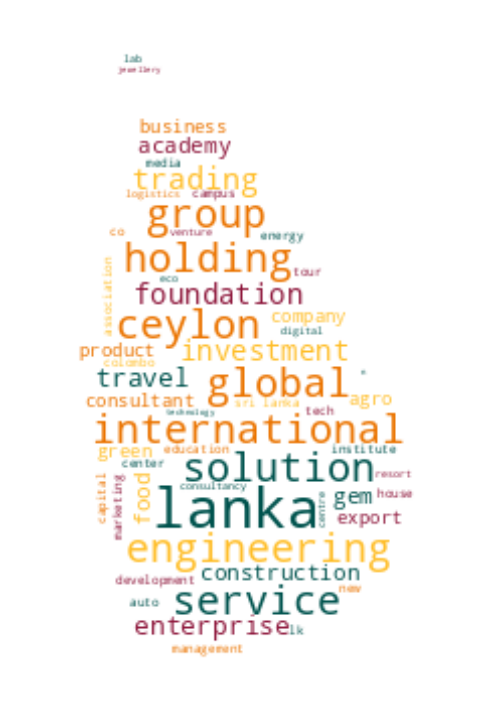 lab
jewellery
business
academy
media
trading
logistics campus
group
co venture energy
holding
tour
eco
association
foundation
company
ceylon
digital
product investment
colombo
travel global
consultant sri lanka agro
technology tech
international
green education institute
center solution
resort
capital marketing food consultancy
lanka centre gem house
export
engineering
construction
development
new
auto service
enterprise lk
management